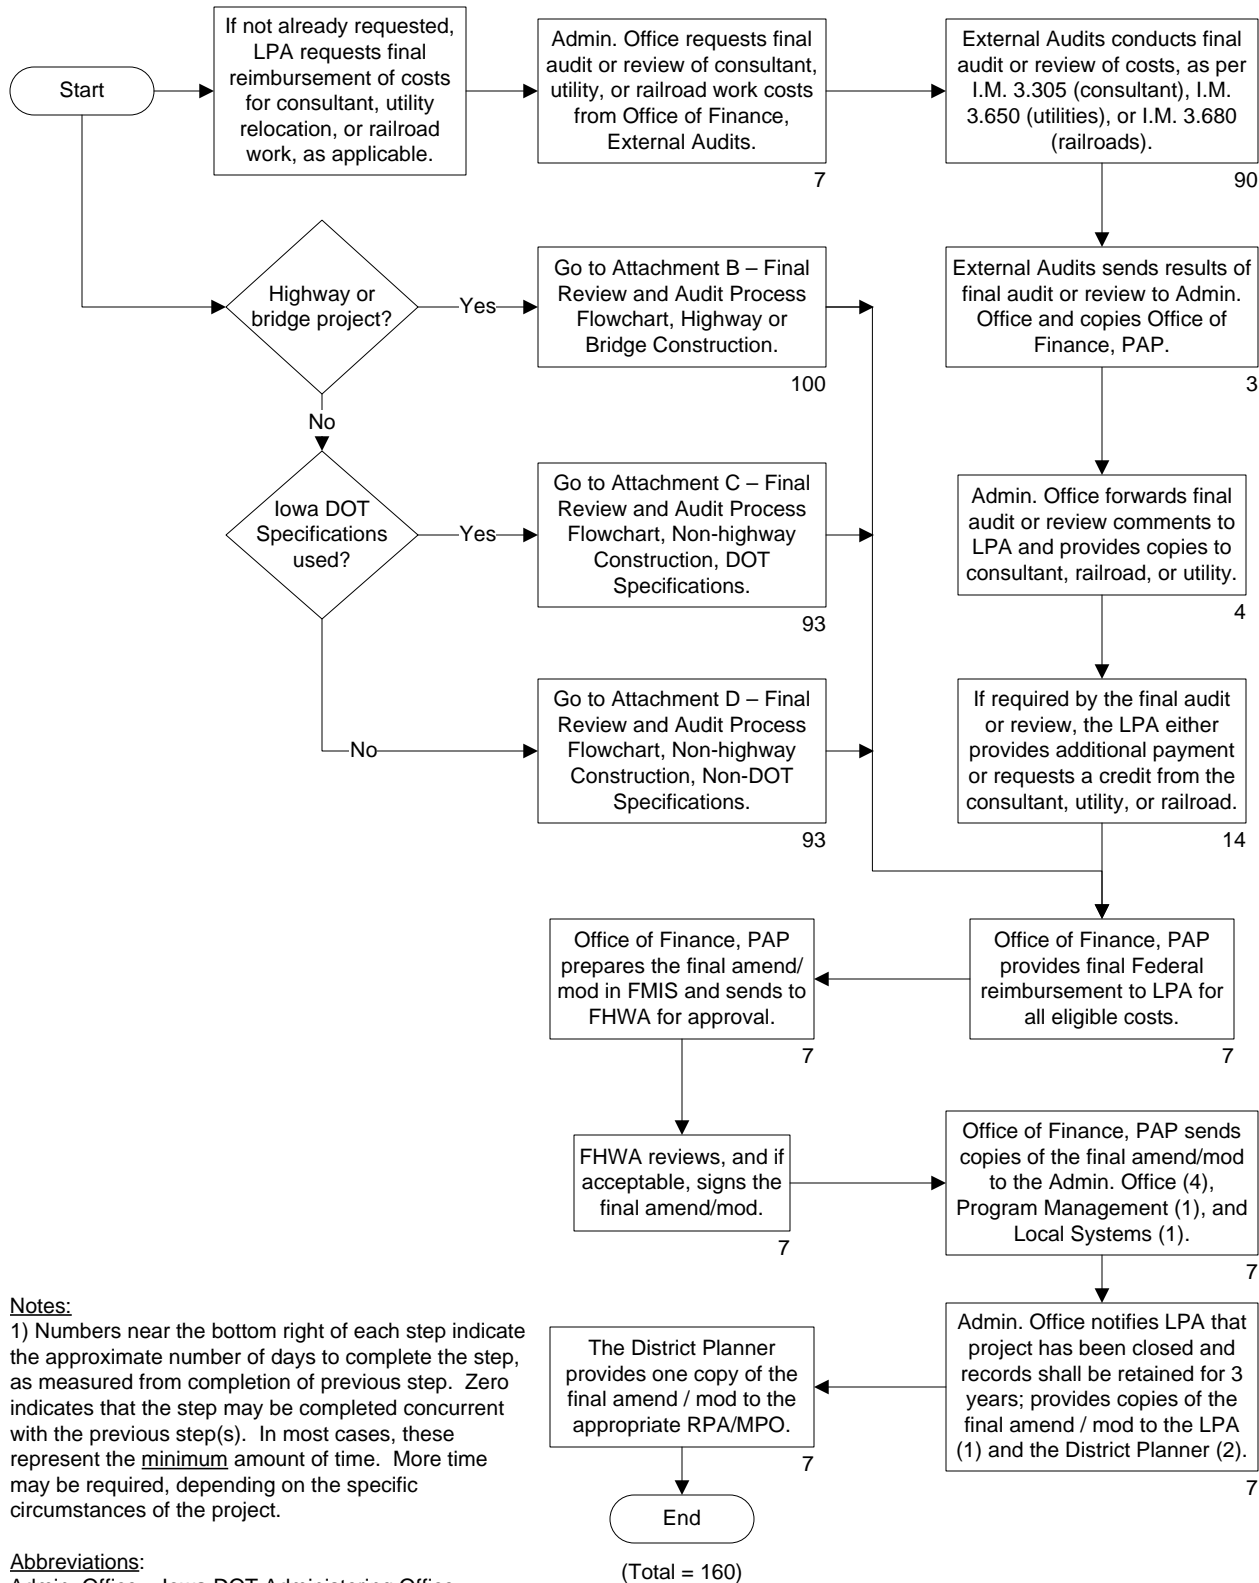 Start
If not already requested,
LPA requests final
reimbursement of costs
for consultant, utility
relocation, or railroad
work, as applicable.
Admin. Office requests final
audit or review of consultant,
utility, or railroad work costs
from Office of Finance,
External Audits.
7
External Audits conducts final
audit or review of costs, as per
I.M. 3.305 (consultant), I.M.
3.650 (utilities), or I.M. 3.680
(railroads).
90
Highway or
bridge project?
Yes
Go to Attachment B – Final
Review and Audit Process
Flowchart, Highway or
Bridge Construction.
100
External Audits sends results of
final audit or review to Admin.
Office and copies Office of
Finance, PAP.
3
No
Iowa DOT
Specifications
used?
Yes
Go to Attachment C – Final
Review and Audit Process
Flowchart, Non-highway
Construction, DOT
Specifications.
93
Admin. Office forwards final
audit or review comments to
LPA and provides copies to
consultant, railroad, or utility.
4
No
Go to Attachment D – Final
Review and Audit Process
Flowchart, Non-highway
Construction, Non-DOT
Specifications.
93
If required by the final audit
or review, the LPA either
provides additional payment
or requests a credit from the
consultant, utility, or railroad.
14
Office of Finance, PAP
provides final Federal
reimbursement to LPA for
all eligible costs.
7
Office of Finance, PAP
prepares the final amend/
mod in FMIS and sends to
FHWA for approval.
7
FHWA reviews, and if
acceptable, signs the
final amend/mod.
7
Office of Finance, PAP sends
copies of the final amend/mod
to the Admin. Office (4),
Program Management (1), and
Local Systems (1).
7
Admin. Office notifies LPA that
project has been closed and
records shall be retained for 3
years; provides copies of the
final amend / mod to the LPA
(1) and the District Planner (2).
7
The District Planner
provides one copy of the
final amend / mod to the
appropriate RPA/MPO.
7
End
(Total = 160)
Notes:
1) Numbers near the bottom right of each step indicate
the approximate number of days to complete the step,
as measured from completion of previous step. Zero
indicates that the step may be completed concurrent
with the previous step(s). In most cases, these
represent the minimum amount of time. More time
may be required, depending on the specific
circumstances of the project.
Abbreviations:
Admin. Office – Iowa DOT Administering Office